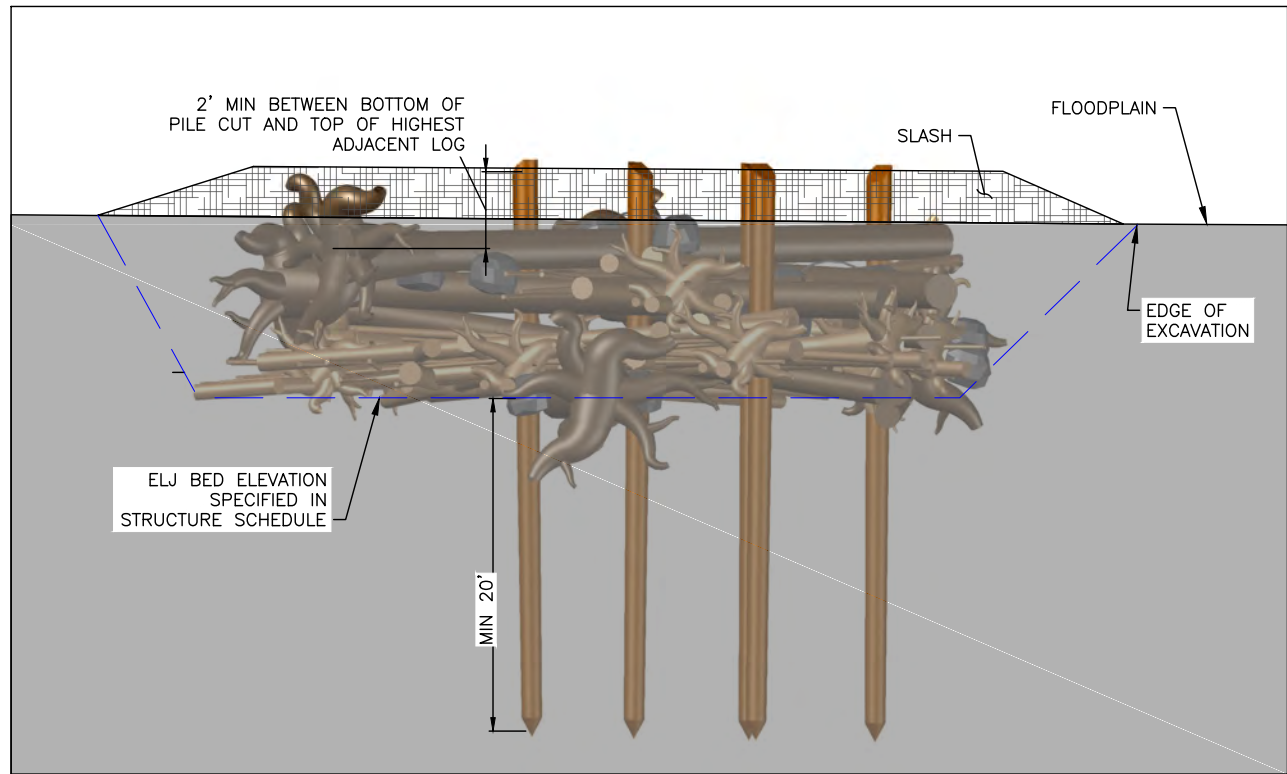 2' MIN BETWEEN BOTTOM OF
PILE CUT AND TOP OF HIGHEST
ADJACENT LOG
FLOODPLAIN
SLASH
EDGE OF
EXCAVATION
ELJ BED ELEVATION
SPECIFIED IN
STRUCTURE SCHEDULE
MIN 20'